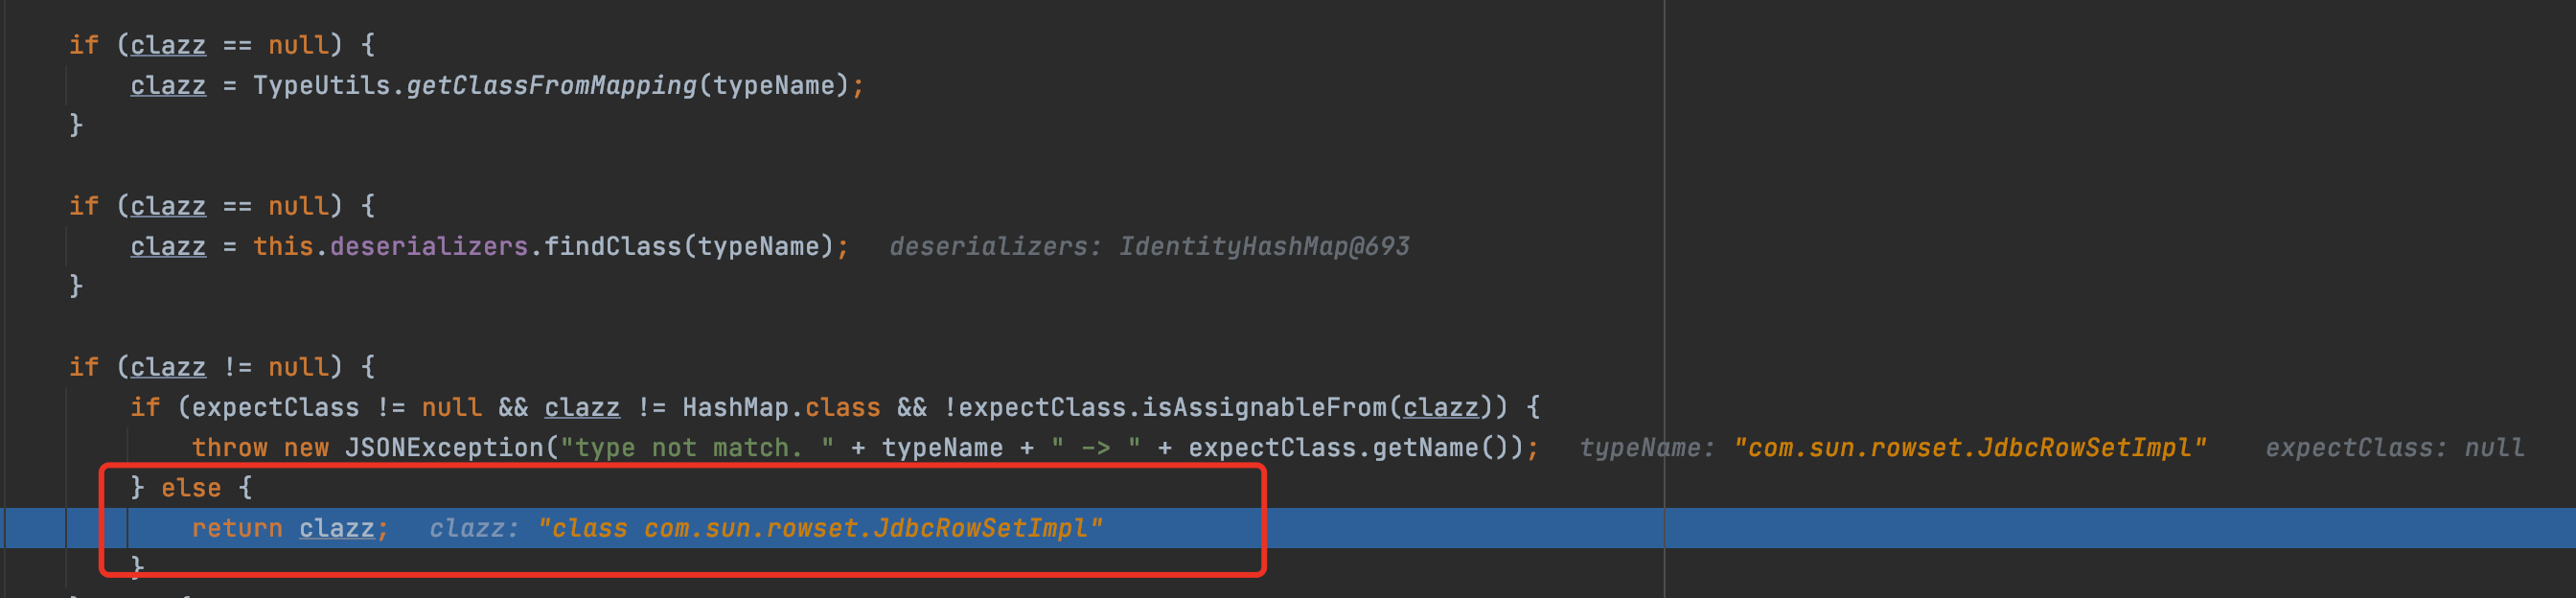 if (clazz == null) {
clazz = TypeUtils.getClassFromMapping(typeName);
}
if (clazz == null) {
clazz = this.deserializers.findClass(typeName); deserializers: IdentityHashMap@693
}
if (clazz != null) {
if (expectClass != null && clazz != HashMap.class && !expectClass.isAssignableFrom(clazz)) {
throw new JSONException("type not match. " + typeName + " -> " + expectClass.getName()); typeName: "com.sun.rowset.JdbcRowSetImpl" expectClass: null
} else {
return clazz; clazz: "class com.sun.rowset.JdbcRowSetImpl"
}